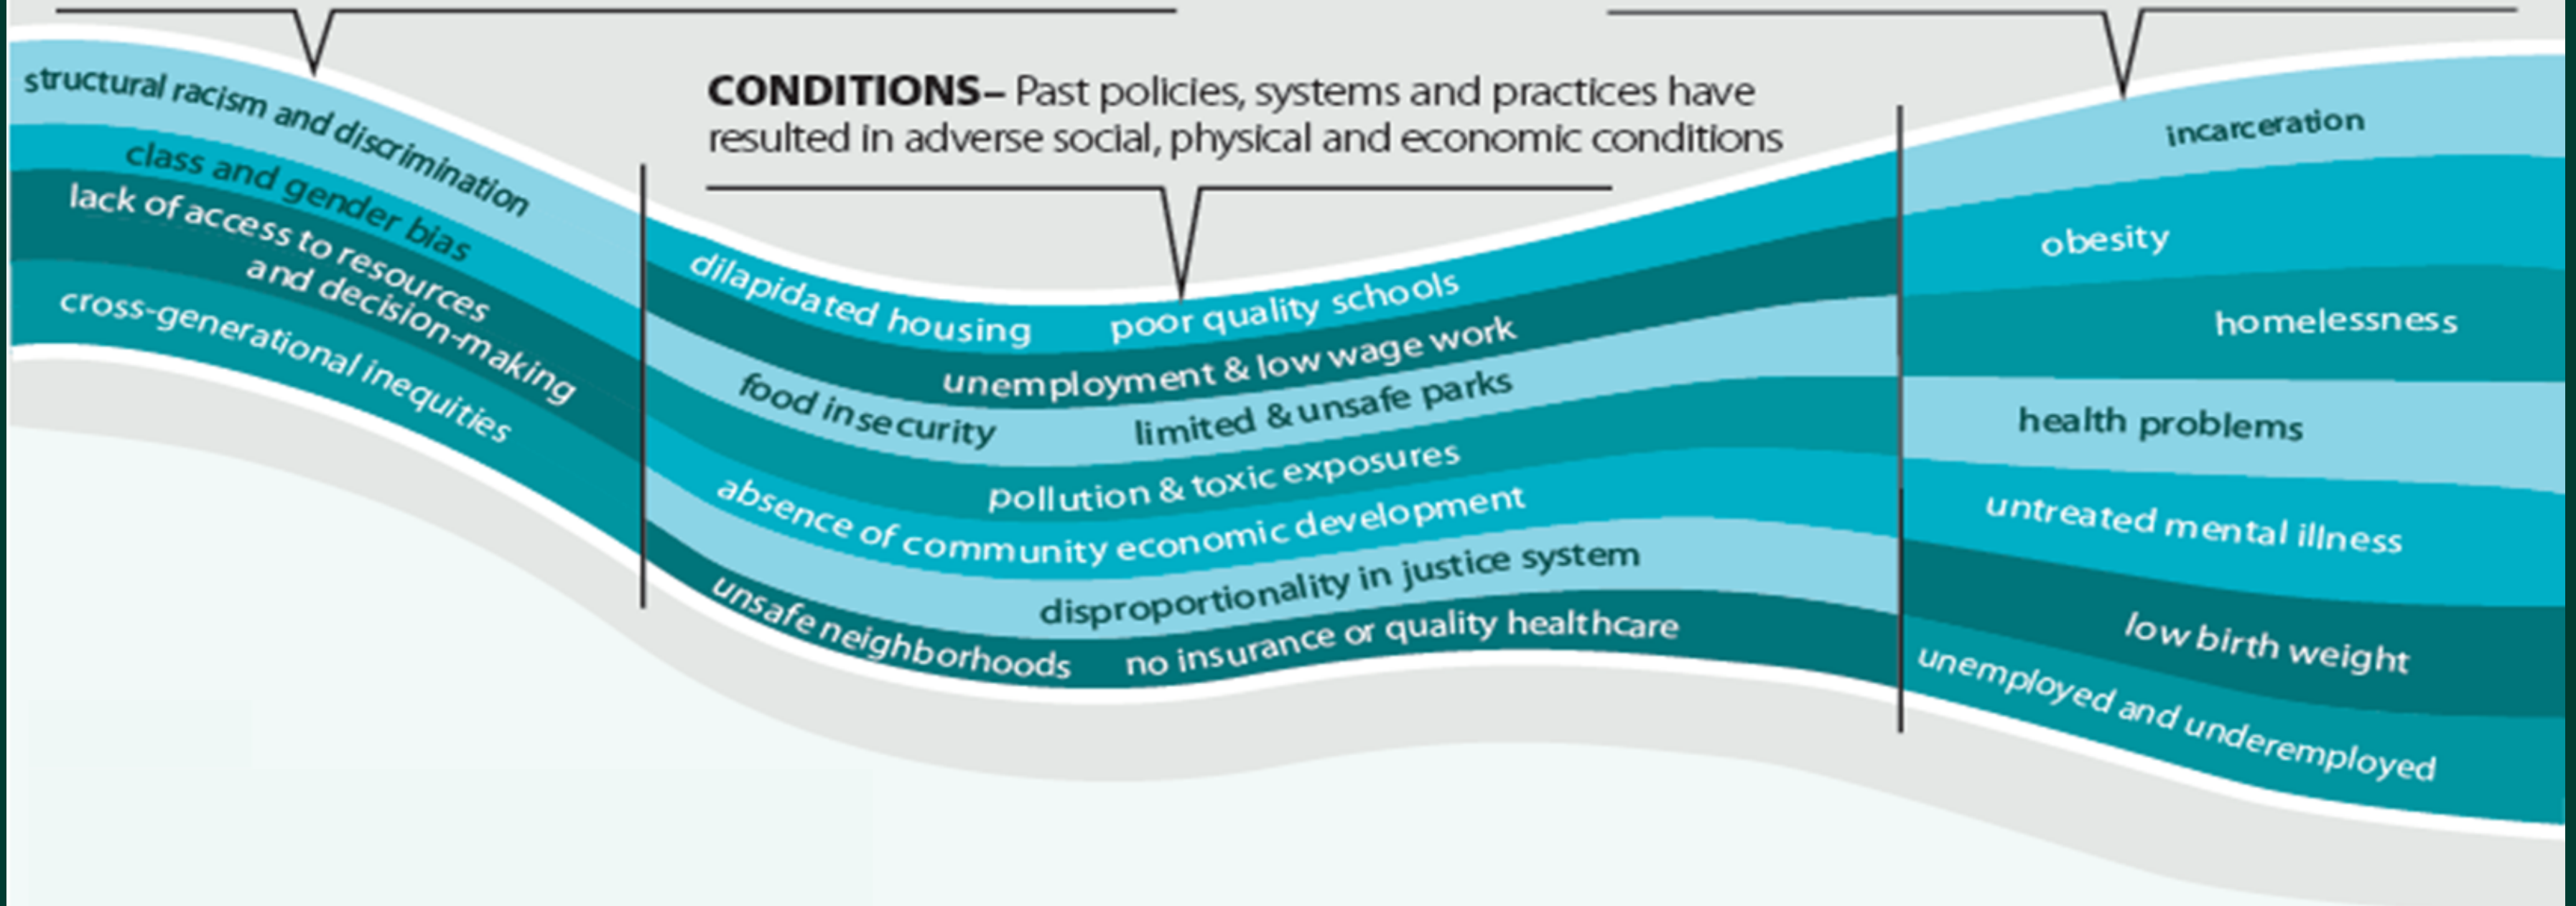 CONDITIONS– Past policies, systems and practices have
resulted in adverse social, physical and economic conditions
structural racism and discrimination
class and gender bias
lack of access to resources
and decision-making
cross-generational inequities
dilapidated housing
poor quality schools
unemployment & low wage work
food insecurity
limited & unsafe parks
pollution & toxic exposures
absence of community economic development
disproportionality in justice system
unsafe neighborhoods
no insurance or quality healthcare
incarceration
obesity
homelessness
health problems
untreated mental illness
low birth weight
unemployed and underemployed